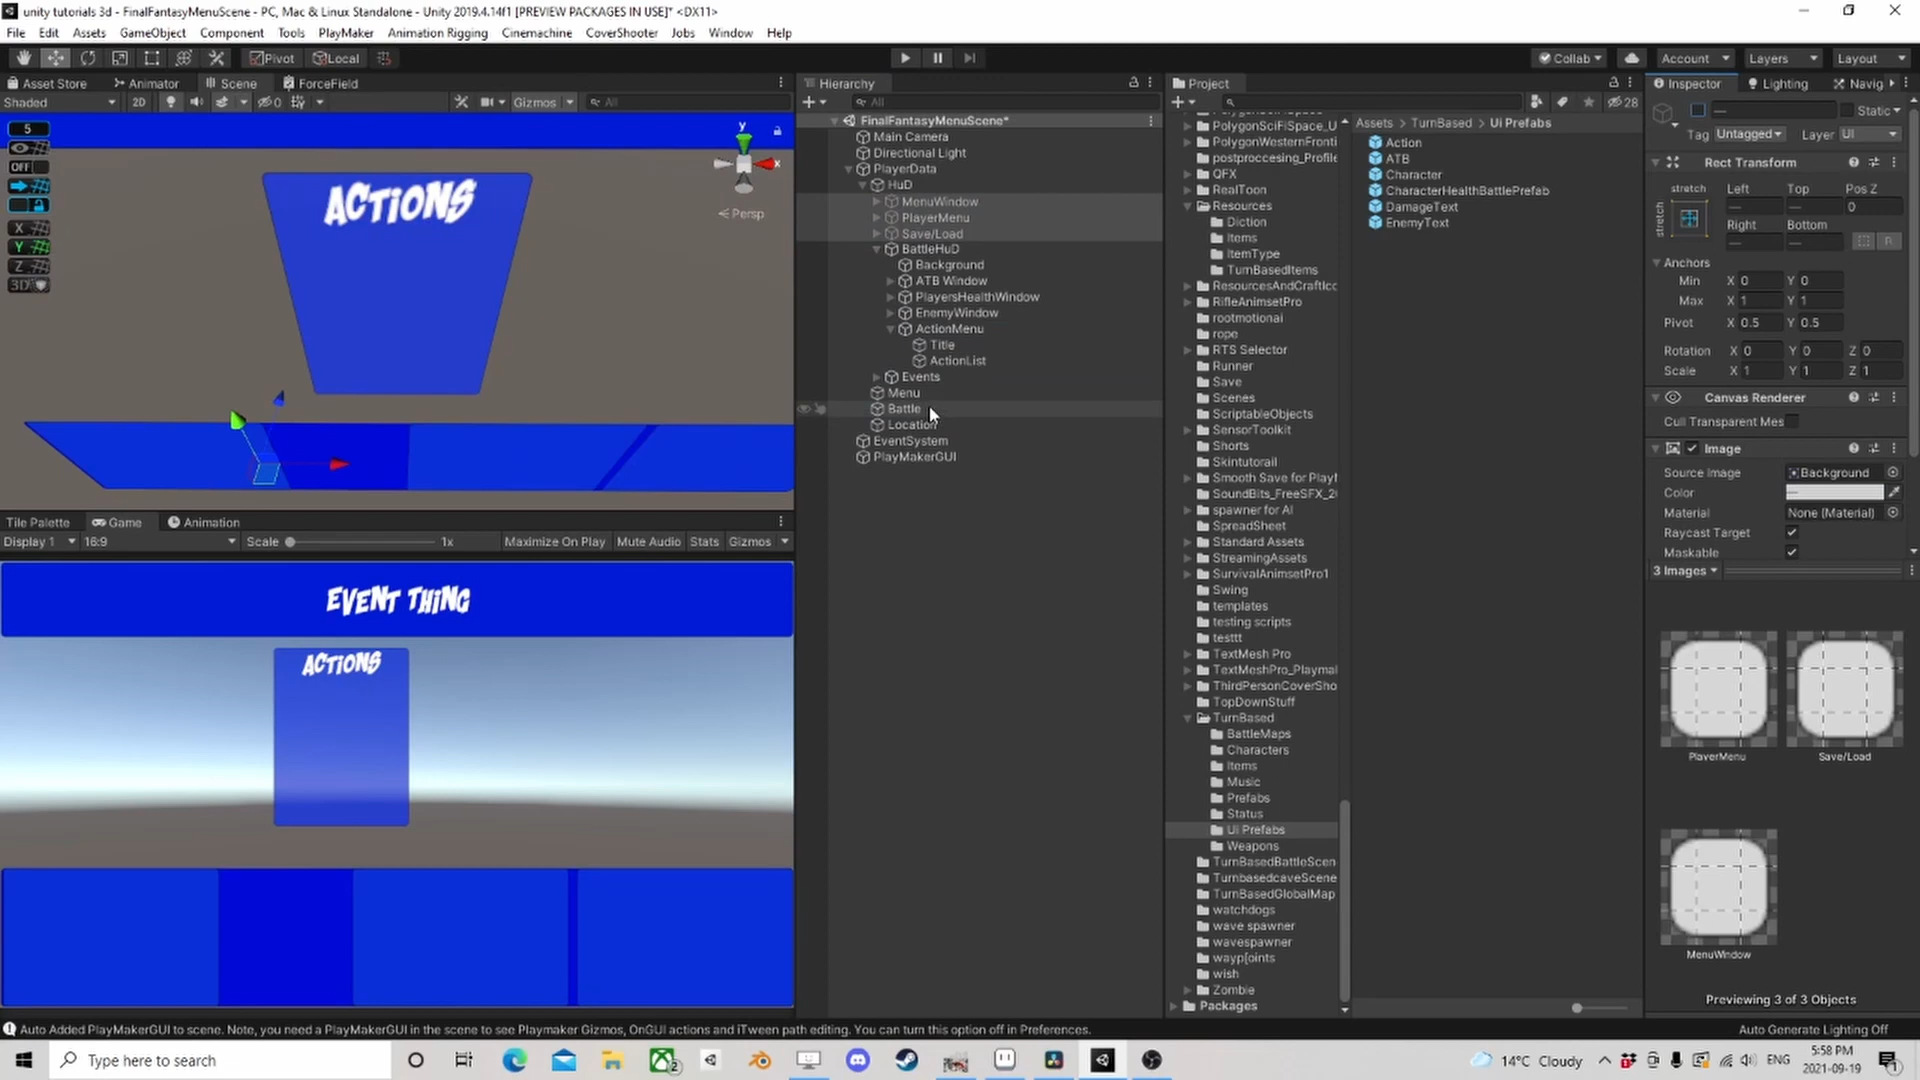 unity tutorials 3d - FinalFantasyMenuScene - PC, Mac & Linux Standalone - Unity 2019.4.14f1 [PREVIEW PACKAGES IN USE]* <DX11>
File Edit Assets GameObject Component Tools PlayMaker Animation Rigging Cinemachine CoverShooter Jobs Window Help
Pivot Local Collab Account Layers Layout
Asset Store Animator Scene ForceField
Shaded 2D 0 Gizmos All
5
OFF
X
Y
Z
3D
y
x
Persp
ACTIONS
Tile Palette Game Animation
Display 1 16:9 Scale 1x Maximize On Play Mute Audio Stats Gizmos
EVENT THING
ACTIONS
Hierarchy
All
FinalFantasyMenuScene*
Main Camera
Directional Light
PlayerData
HuD
MenuWindow
PlayerMenu
Save/Load
BattleHuD
Background
ATB Window
PlayersHealthWindow
EnemyWindow
ActionMenu
Title
ActionList
Events
Menu
Battle
Location
EventSystem
PlayMakerGUI
Project
28
PolygonSciFiSpace_U
PolygonWesternFronti
postproccesing_Profile
QFX
RealToon
Resources
Diction
Items
ItemType
TurnBasedItems
ResourcesAndCraftIcc
RifleAnimsetPro
rootmotionai
rope
RTS Selector
Runner
Save
Scenes
ScriptableObjects
SensorToolkit
Shorts
Skintutorail
Smooth Save for Play
SoundBits_FreeSFX_2
spawner for AI
SpreadSheet
Standard Assets
StreamingAssets
SurvivalAnimsetPro1
Swing
templates
testing scripts
testtt
TextMesh Pro
TextMeshPro_Playmal
ThirdPersonCoverSho
TopDownStuff
TurnBased
BattleMaps
Characters
Items
Music
Prefabs
Status
Ui Prefabs
Weapons
TurnBasedBattleScen
TurnbasedcaveScene
TurnBasedGlobalMap
watchdogs
wave spawner
wavespawner
wayp[oints
wish
Zombie
Packages
Assets > TurnBased > Ui Prefabs
Action
ATB
Character
CharacterHealthBattlePrefab
DamageText
EnemyText
Inspector Lighting Navig
— Static
Tag Untagged Layer UI
Rect Transform
stretch Left Top Pos Z
stretch — — 0
Right Bottom
— — R
Anchors
Min X 0 Y 0
Max X 1 Y 1
Pivot X 0.5 Y 0.5
Rotation X 0 Y 0 Z 0
Scale X 1 Y 1 Z 1
Canvas Renderer
Cull Transparent Mes
Image
Source Image Background
Color —
Material None (Material)
Raycast Target
Maskable
3 Images
PlayerMenu Save/Load
MenuWindow
Previewing 3 of 3 Objects
Auto Added PlayMakerGUI to scene. Note, you need a PlayMakerGUI in the scene to see Playmaker Gizmos, OnGUI actions and iTween path editing. You can turn this option off in Preferences. Auto Generate Lighting Off
Type here to search 2 14°C Cloudy ENG 5:58 PM
2021-09-19 1